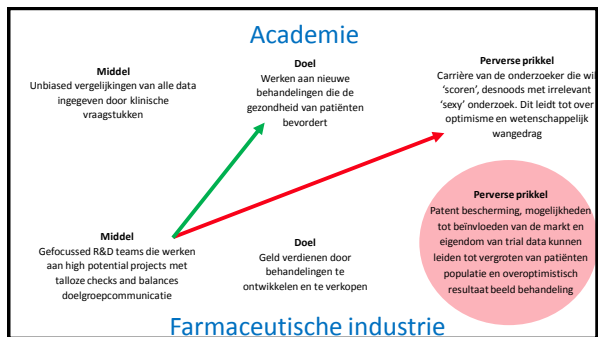 Academie
Middel
Unbiased vergelijkingen van alle data
ingegeven door klinische
vraagstukken
Doel
Werken aan nieuwe
behandelingen die de
gezondheid van patiënten
bevordert
Perverse prikkel
Carrière van de onderzoeker die wil
‘scoren’, desnoods met irrelevant
‘sexy’ onderzoek. Dit leidt tot over
optimisme en wetenschappelijk
wangedrag
Middel
Gefocussed R&D teams die werken
aan high potential projects met
talloze checks and balances
doelgroepcommunicatie
Doel
Geld verdienen door
behandelingen te
ontwikkelen en te verkopen
Perverse prikkel
Patent bescherming, mogelijkheden
tot beïnvloeden van de markt en
eigendom van trial data kunnen
leiden tot vergroten van patiënten
populatie en overoptimistisch
resultaat beeld behandeling
Farmaceutische industrie